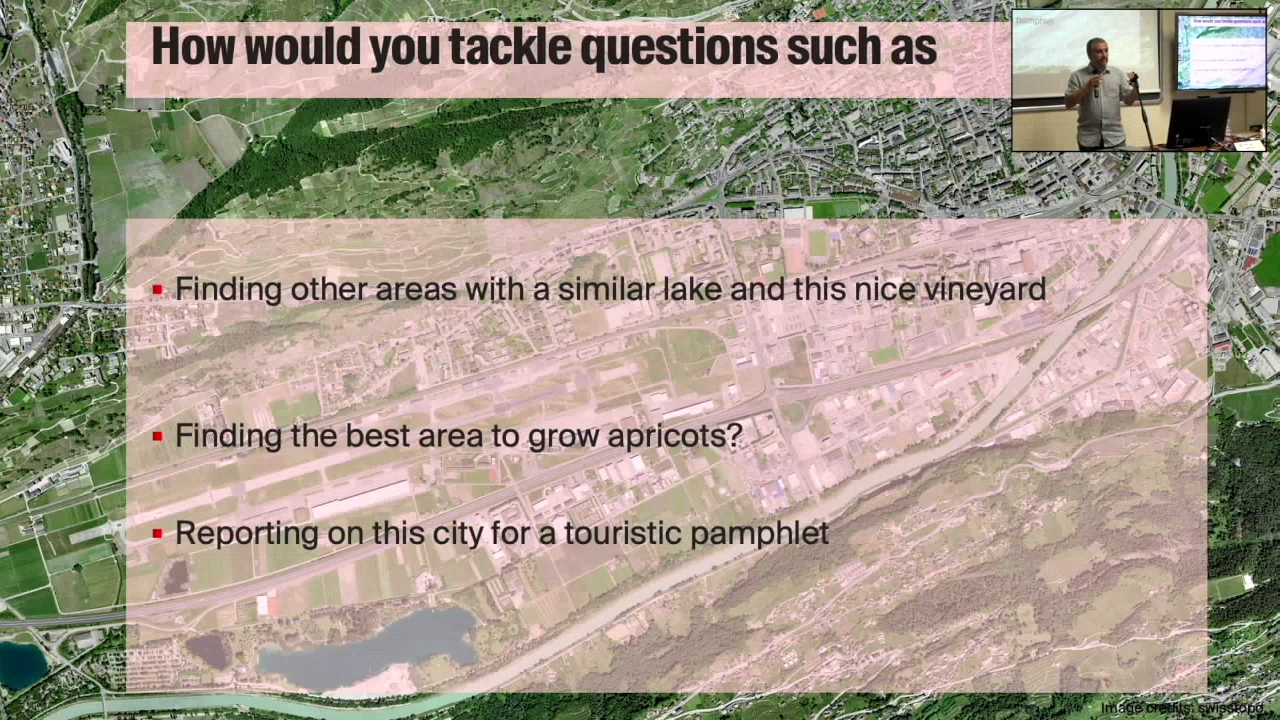 How would you tackle questions such as
Pamphlet
▪ Finding other areas with a similar lake and this nice vineyard
▪ Finding the best area to grow apricots?
▪ Reporting on this city for a touristic pamphlet
Image credits: swisstopo